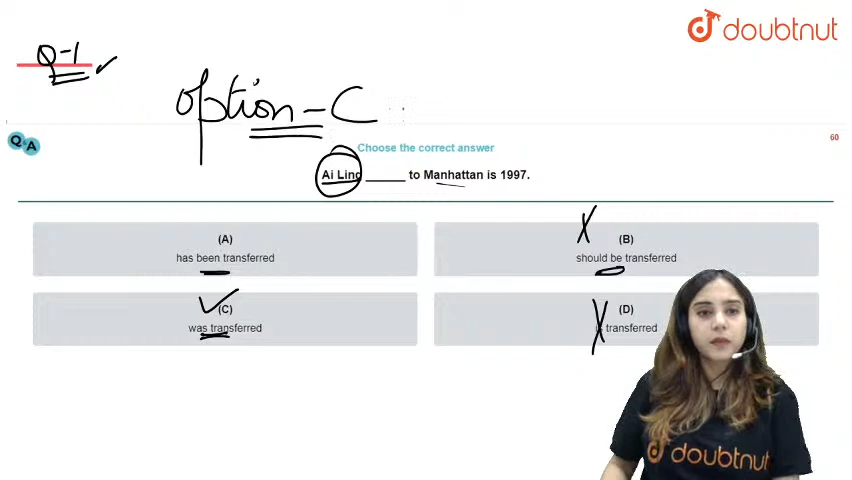 doubtnut
Q-1
option - C
Q & A
60
Choose the correct answer
Ai Ling ______ to Manhattan is 1997.
(A)
has been transferred
(B)
should be transferred
(C)
was transferred
(D)
transferred
doubtnut